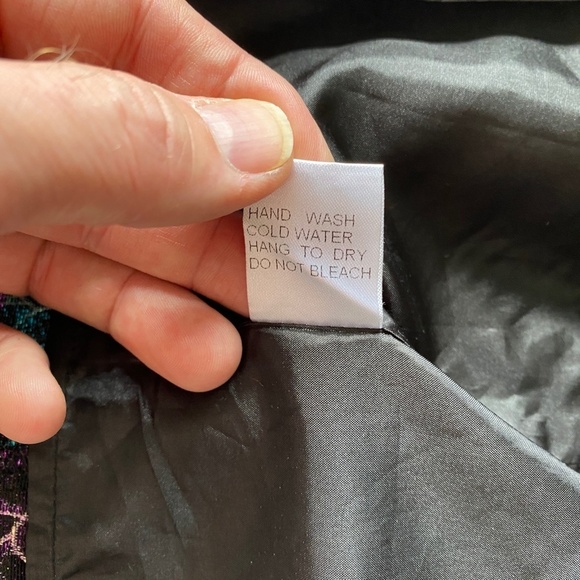 HAND WASH
COLD WATER
HANG TO DRY
DO NOT BLEACH